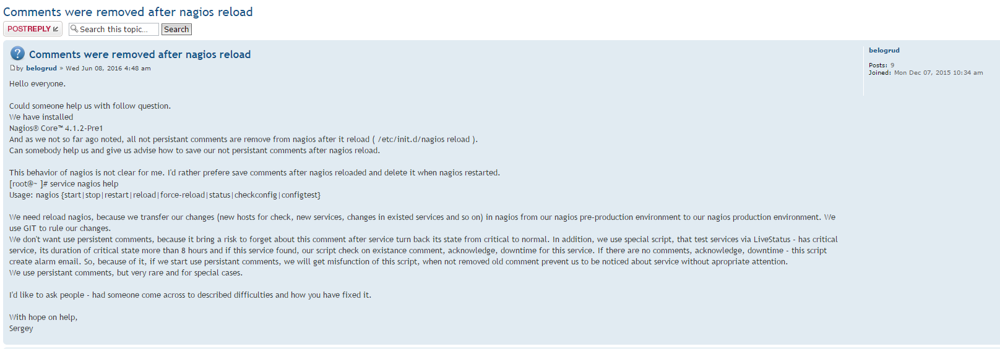 Comments were removed after nagios reload
POSTREPLY Search this topic... Search
? Comments were removed after nagios reload
by belogrud » Wed Jun 08, 2016 4:48 am
Hello everyone.
Could someone help us with follow question.
We have installed
Nagios® Core™ 4.1.2-Pre1
And as we not so far ago noted, all not persistant comments are remove from nagios after it reload ( /etc/init.d/nagios reload ).
Can somebody help us and give us advise how to save our not persistant comments after nagios reload.
This behavior of nagios is not clear for me. I'd rather prefere save comments after nagios reloaded and delete it when nagios restarted.
[root@~ ]# service nagios help
Usage: nagios {start|stop|restart|reload|force-reload|status|checkconfig|configtest}
We need reload nagios, because we transfer our changes (new hosts for check, new services, changes in existed services and so on) in nagios from our nagios pre-production environment to our nagios production environment. We
use GIT to rule our changes.
We don't want use persistent comments, because it bring a risk to forget about this comment after service turn back its state from critical to normal. In addition, we use special script, that test services via LiveStatus - has critical
service, its duration of critical state more than 8 hours and if this service found, our script check on existance comment, acknowledge, downtime for this service. If there are no comments, acknowledge, downtime - this script
create alarm email. So, because of it, if we start use persistant comments, we will get misfunction of this script, when not removed old comment prevent us to be noticed about service without apropriate attention.
We use persistant comments, but very rare and for special cases.
I'd like to ask people - had someone come across to described difficulties and how you have fixed it.
With hope on help,
Sergey
belogrud
Posts: 9
Joined: Mon Dec 07, 2015 10:34 am